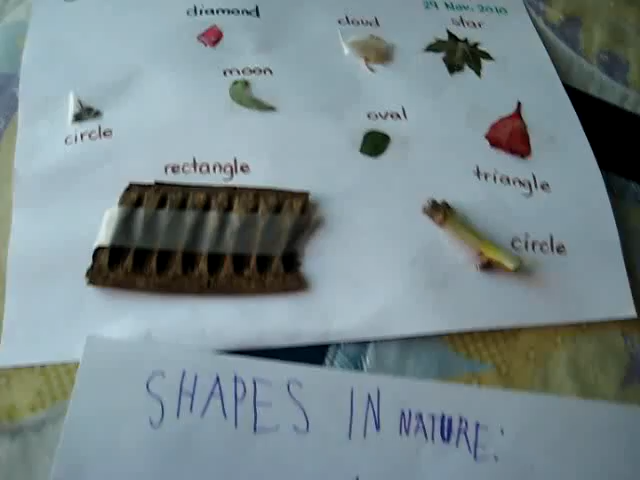 29 Nov. 2010
diamond
cloud
star
moon
circle
oval
rectangle
triangle
circle
SHAPES IN NATURE: